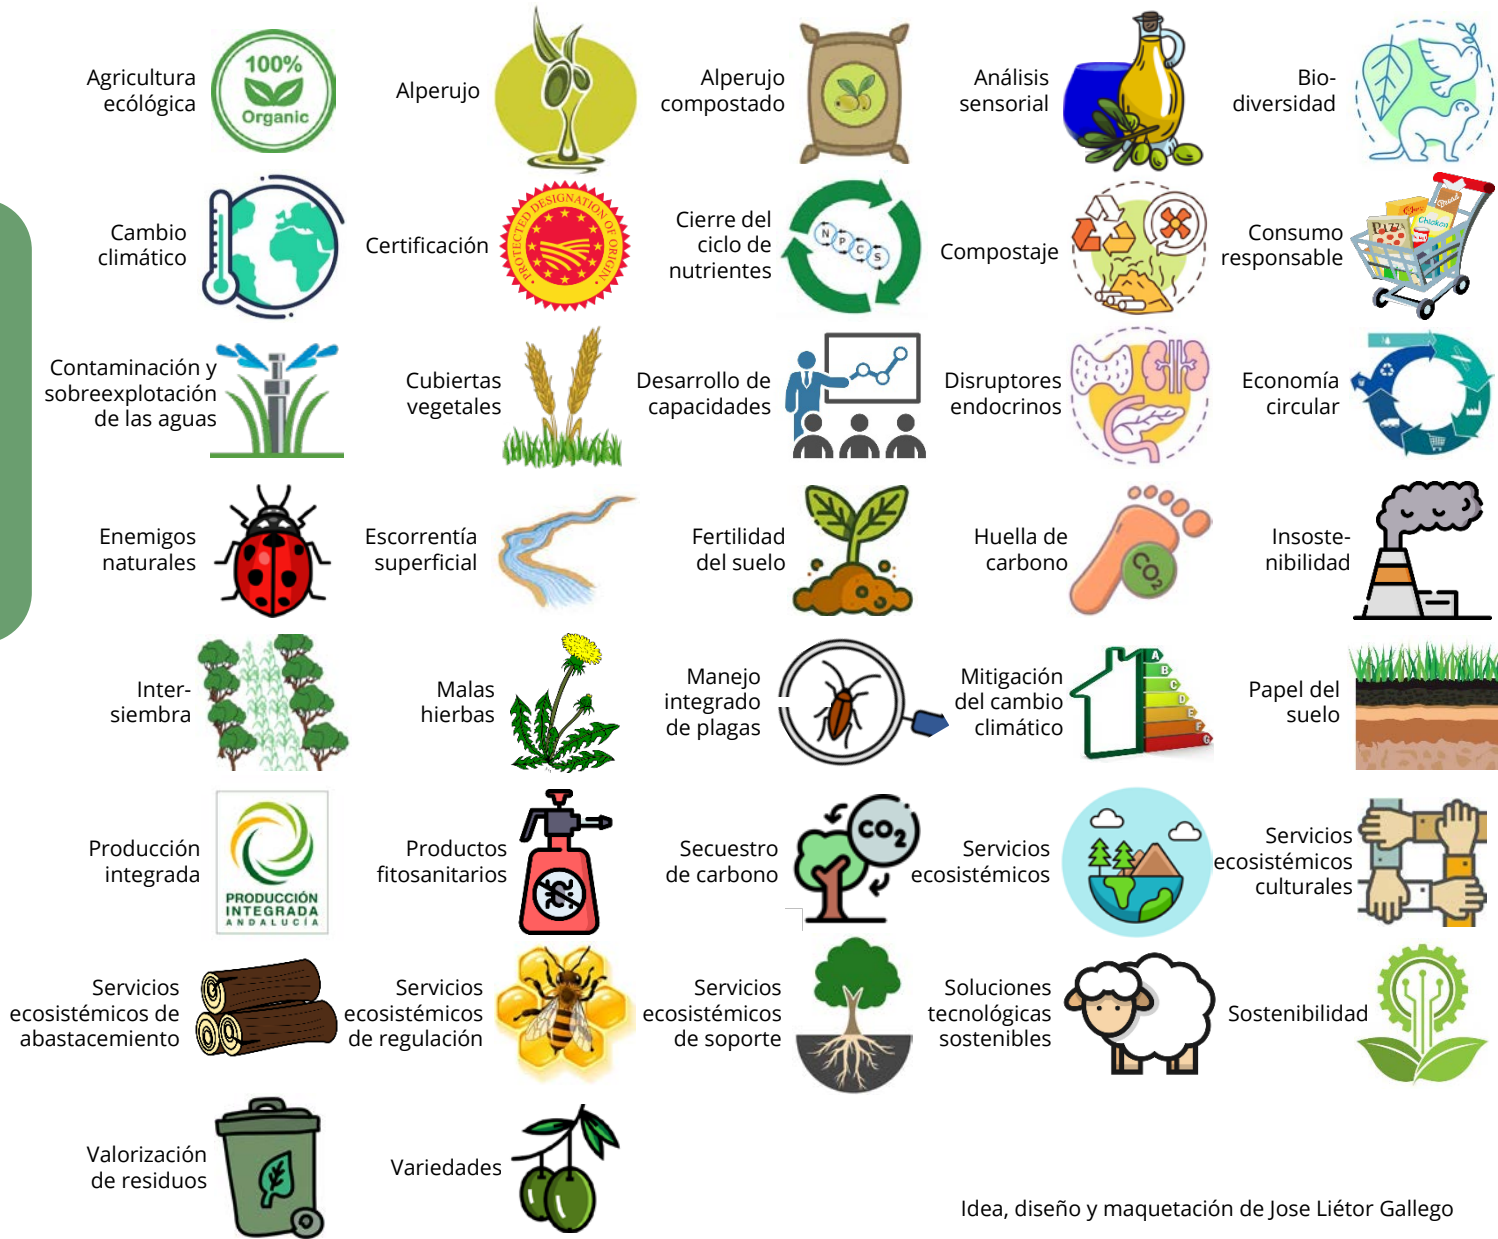 Agricultura
ecólógica
100%
Organic
Alperujo
Alperujo
compostado
Análisis
sensorial
Bio-
diversidad
Cambio
climático
Certificación
PROTECTED DESIGNATION OF ORIGIN
Cierre del
ciclo de
nutrientes
N P C S
Compostaje
Consumo
responsable
Pizza
Chicken
Contaminación y
sobreexplotación
de las aguas
Cubiertas
vegetales
Desarrollo de
capacidades
Disruptores
endocrinos
Economía
circular
Enemigos
naturales
Escorrentía
superficial
Fertilidad
del suelo
Huella de
carbono
CO2
Insoste-
nibilidad
Inter-
siembra
Malas
hierbas
Manejo
integrado
de plagas
Mitigación
del cambio
climático
A
B
C
D
E
F
G
Papel del
suelo
Producción
integrada
PRODUCCIÓN
INTEGRADA
ANDALUCÍA
Productos
fitosanitarios
Secuestro
de carbono
CO2
Servicios
ecosistémicos
Servicios
ecosistémicos
culturales
Servicios
ecosistémicos de
abastacemiento
Servicios
ecosistémicos
de regulación
Servicios
ecosistémicos
de soporte
Soluciones
tecnológicas
sostenibles
Sostenibilidad
Valorización
de residuos
Variedades
Idea, diseño y maquetación de Jose Liétor Gallego